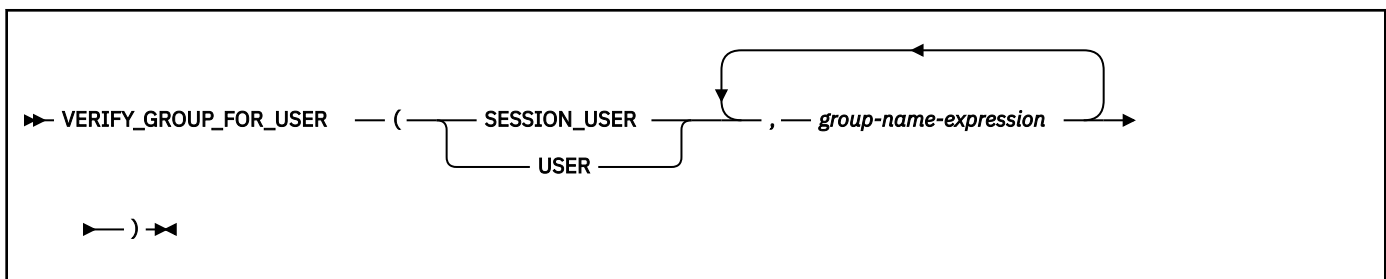 VERIFY_GROUP_FOR_USER ( SESSION_USER , group-name-expression
USER
)